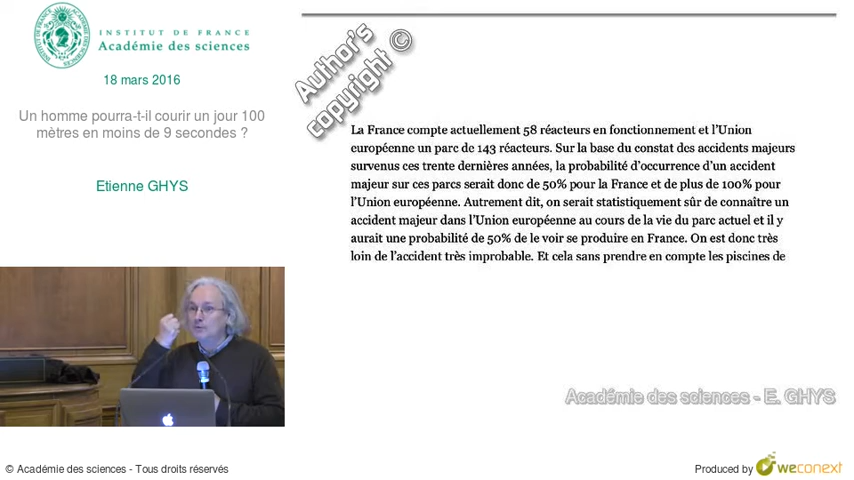 INSTITUT DE FRANCE
Académie des sciences
18 mars 2016
Un homme pourra-t-il courir un jour 100
mètres en moins de 9 secondes ?
Etienne GHYS
Author's
copyright ©
La France compte actuellement 58 réacteurs en fonctionnement et l'Union
européenne un parc de 143 réacteurs. Sur la base du constat des accidents majeurs
survenus ces trente dernières années, la probabilité d'occurrence d'un accident
majeur sur ces parcs serait donc de 50% pour la France et de plus de 100% pour
l'Union européenne. Autrement dit, on serait statistiquement sûr de connaître un
accident majeur dans l'Union européenne au cours de la vie du parc actuel et il y
aurait une probabilité de 50% de le voir se produire en France. On est donc très
loin de l'accident très improbable. Et cela sans prendre en compte les piscines de
Académie des sciences - E. GHYS
© Académie des sciences - Tous droits réservés
Produced by weconext